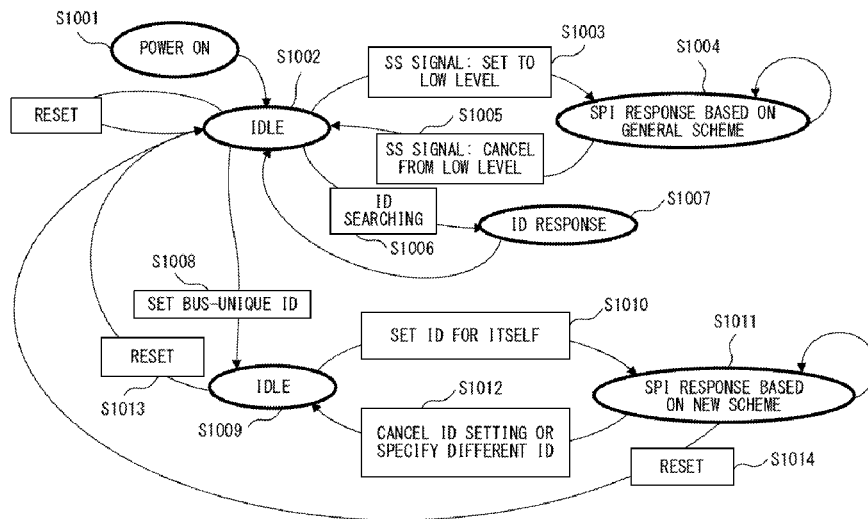 S1001
POWER ON
S1002
S1003
SS SIGNAL: SET TO
LOW LEVEL
S1004
RESET
IDLE
SPI RESPONSE BASED ON
GENERAL SCHEME
S1005
SS SIGNAL: CANCEL
FROM LOW LEVEL
ID
SEARCHING
S1006
ID RESPONSE
S1007
S1008
SET BUS-UNIQUE ID
S1010
SET ID FOR ITSELF
S1011
RESET
S1013
IDLE
S1009
S1012
CANCEL ID SETTING OR
SPECIFY DIFFERENT ID
SPI RESPONSE BASED
ON NEW SCHEME
RESET
S1014